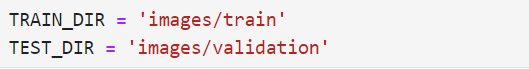 TRAIN_DIR = 'images/train'
TEST_DIR = 'images/validation'